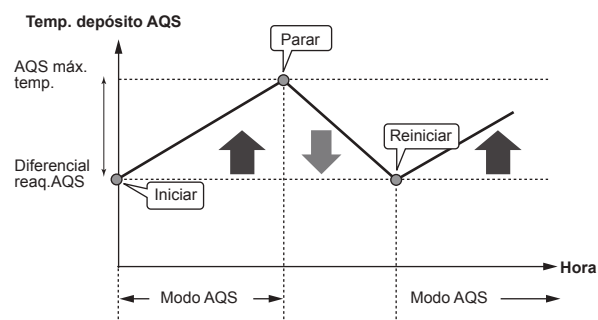 Temp. depósito AQS
Parar
AQS máx.
temp.
Reiniciar
Diferencial
reaq.AQS
Iniciar
Hora
Modo AQS
Modo AQS